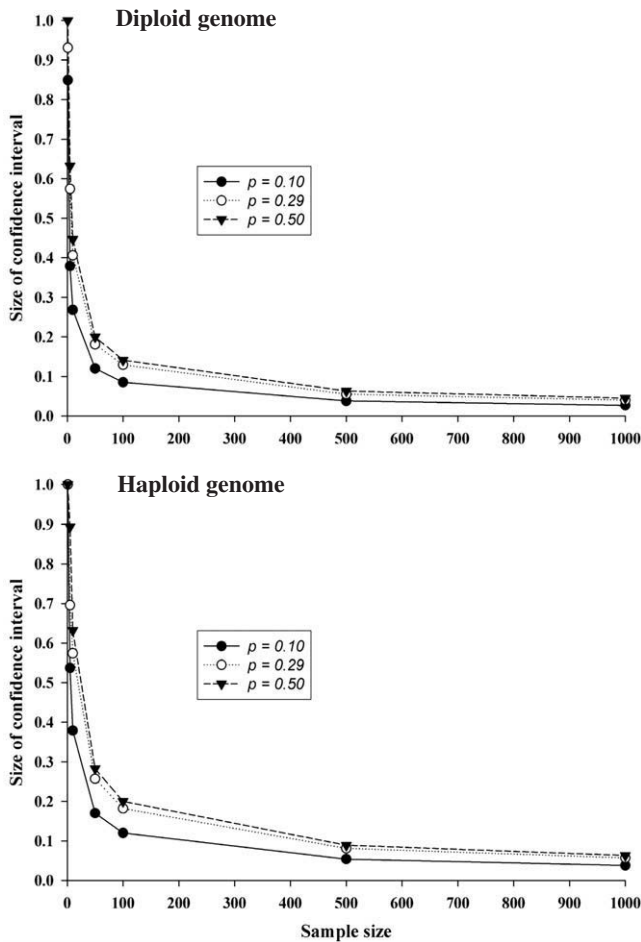 Diploid genome
1.0
0.9
0.8
0.7
0.6
0.5
0.4
0.3
0.2
0.1
0.0
Size of confidence interval
p = 0.10
p = 0.29
p = 0.50
0 100 200 300 400 500 600 700 800 900 1000
Haploid genome
1.0
0.9
0.8
0.7
0.6
0.5
0.4
0.3
0.2
0.1
0.0
Size of confidence interval
p = 0.10
p = 0.29
p = 0.50
0 100 200 300 400 500 600 700 800 900 1000
Sample size